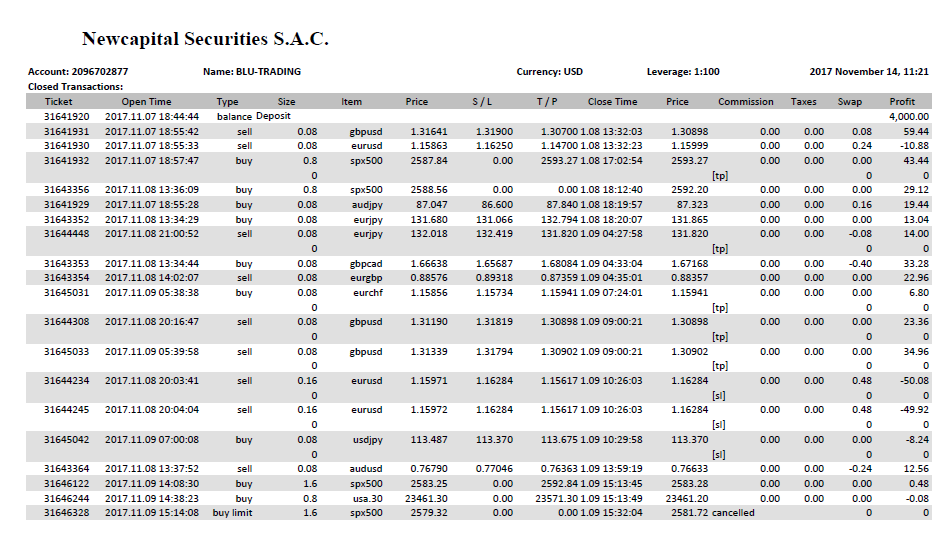 Newcapital Securities S.A.C.
Account: 2096702877 Name: BLU-TRADING Currency: USD Leverage: 1:100 2017 November 14, 11:21
Closed Transactions:
Ticket Open Time Type Size Item Price S / L T / P Close Time Price Commission Taxes Swap Profit
31641920 2017.11.07 18:44:44 balance Deposit 4,000.00
31641931 2017.11.07 18:55:42 sell 0.08 gbpusd 1.31641 1.31900 1.30700 1.08 13:32:03 1.30898 0.00 0.00 0.08 59.44
31641930 2017.11.07 18:55:33 sell 0.08 eurusd 1.15863 1.16250 1.14700 1.08 13:32:23 1.15999 0.00 0.00 0.24 -10.88
31641932 2017.11.07 18:57:47 buy 0.8 spx500 2587.84 0.00 2593.27 1.08 17:02:54 2593.27 0.00 0.00 0.00 43.44
0 [tp] 0 0
31643356 2017.11.08 13:36:09 buy 0.8 spx500 2588.56 0.00 0.00 1.08 18:12:40 2592.20 0.00 0.00 0.00 29.12
31641929 2017.11.07 18:55:28 buy 0.08 audjpy 87.047 86.600 87.840 1.08 18:19:57 87.323 0.00 0.00 0.16 19.44
31643352 2017.11.08 13:34:29 buy 0.08 eurjpy 131.680 131.066 132.794 1.08 18:20:07 131.865 0.00 0.00 0.00 13.04
31644448 2017.11.08 21:00:52 sell 0.08 eurjpy 132.018 132.419 131.820 1.09 04:27:58 131.820 0.00 0.00 -0.08 14.00
0 [tp] 0 0
31643353 2017.11.08 13:34:44 buy 0.08 gbpcad 1.66638 1.65687 1.68084 1.09 04:33:04 1.67168 0.00 0.00 -0.40 33.28
31643354 2017.11.08 14:02:07 sell 0.08 eurgbp 0.88576 0.89318 0.87359 1.09 04:35:01 0.88357 0.00 0.00 0.00 22.96
31645031 2017.11.09 05:38:38 buy 0.08 eurchf 1.15856 1.15734 1.15941 1.09 07:24:01 1.15941 0.00 0.00 0.00 6.80
0 [tp] 0 0
31644308 2017.11.08 20:16:47 sell 0.08 gbpusd 1.31190 1.31819 1.30898 1.09 09:00:21 1.30898 0.00 0.00 0.00 23.36
0 [tp] 0 0
31645033 2017.11.09 05:39:58 sell 0.08 gbpusd 1.31339 1.31794 1.30902 1.09 09:00:21 1.30902 0.00 0.00 0.00 34.96
0 [tp] 0 0
31644234 2017.11.08 20:03:41 sell 0.16 eurusd 1.15971 1.16284 1.15617 1.09 10:26:03 1.16284 0.00 0.00 0.48 -50.08
0 [sl] 0 0
31644245 2017.11.08 20:04:04 sell 0.16 eurusd 1.15972 1.16284 1.15617 1.09 10:26:03 1.16284 0.00 0.00 0.48 -49.92
0 [sl] 0 0
31645042 2017.11.09 07:00:08 buy 0.08 usdjpy 113.487 113.370 113.675 1.09 10:29:58 113.370 0.00 0.00 0.00 -8.24
0 [sl] 0 0
31643364 2017.11.08 13:37:52 sell 0.08 audusd 0.76790 0.77046 0.76363 1.09 13:59:19 0.76633 0.00 0.00 -0.24 12.56
31646122 2017.11.09 14:08:30 buy 1.6 spx500 2583.25 0.00 2592.84 1.09 15:13:45 2583.28 0.00 0.00 0.00 0.48
31646244 2017.11.09 14:38:23 buy 0.8 usa.30 23461.30 0.00 23571.30 1.09 15:13:49 23461.20 0.00 0.00 0.00 -0.08
31646328 2017.11.09 15:14:08 buy limit 1.6 spx500 2579.32 0.00 0.00 1.09 15:32:04 2581.72 cancelled 0 0